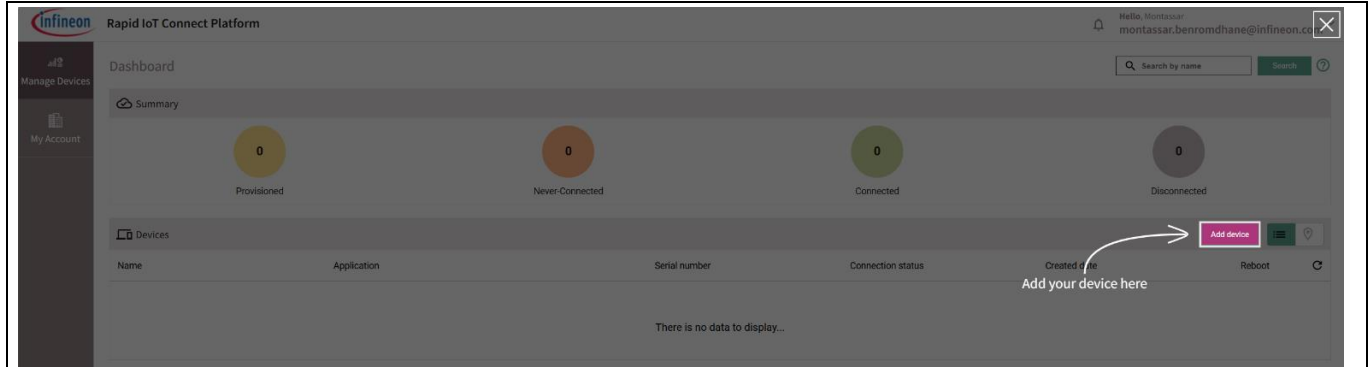 infineon
Rapid IoT Connect Platform
Hello, Montassar
montassar.benromdhane@infineon.co
Manage Devices
My Account
Dashboard
Search by name
Search
Summary
0
Provisioned
0
Never-Connected
0
Connected
0
Disconnected
Devices
Add device
Name Application Serial number Connection status Created date Reboot
Add your device here
There is no data to display...